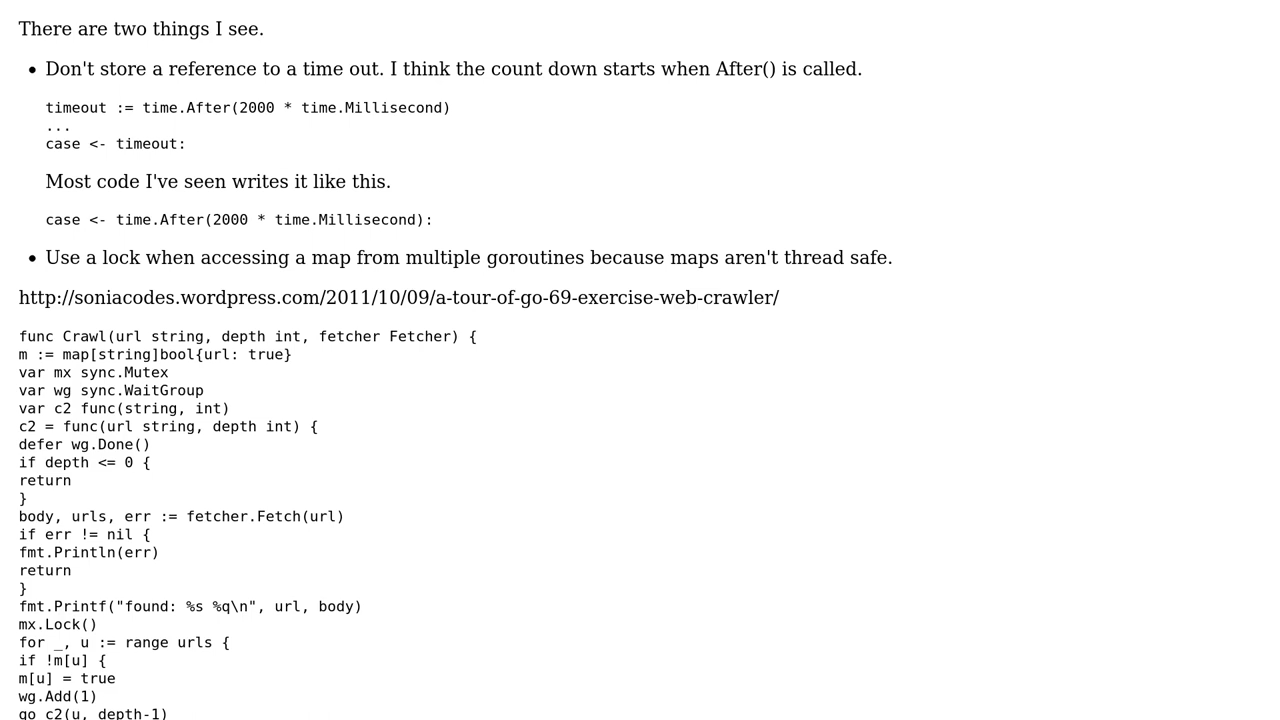 There are two things I see.
Don't store a reference to a time out. I think the count down starts when After() is called.
timeout := time.After(2000 * time.Millisecond)
...
case <- timeout:
Most code I've seen writes it like this.
case <- time.After(2000 * time.Millisecond):
Use a lock when accessing a map from multiple goroutines because maps aren't thread safe.
http://soniacodes.wordpress.com/2011/10/09/a-tour-of-go-69-exercise-web-crawler/
func Crawl(url string, depth int, fetcher Fetcher) {
m := map[string]bool{url: true}
var mx sync.Mutex
var wg sync.WaitGroup
var c2 func(string, int)
c2 = func(url string, depth int) {
defer wg.Done()
if depth <= 0 {
return
}
body, urls, err := fetcher.Fetch(url)
if err != nil {
fmt.Println(err)
return
}
fmt.Printf("found: %s %q\n", url, body)
mx.Lock()
for _, u := range urls {
if !m[u] {
m[u] = true
wg.Add(1)
go c2(u, depth-1)